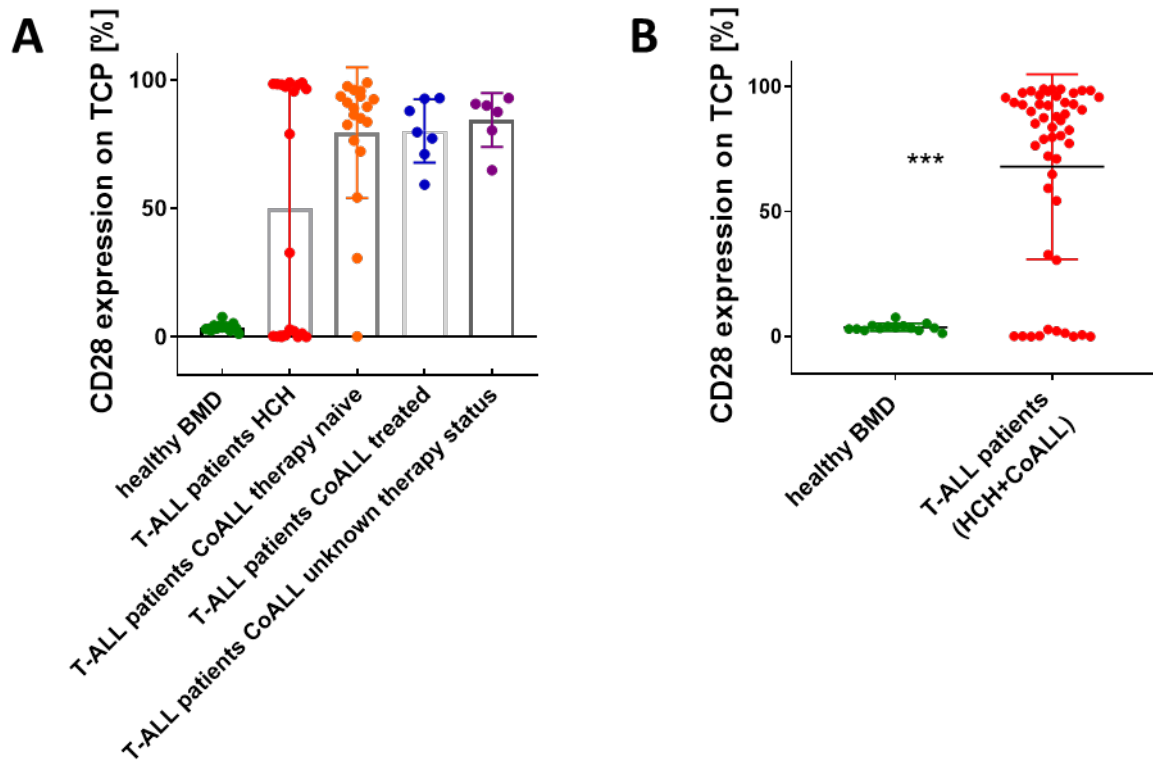 A
CD28 expression on TCP [%]
100
50
0
healthy BMD
T-ALL patients HCH
T-ALL patients CoALL therapy naive
T-ALL patients CoALL treated
T-ALL patients CoALL unknown therapy status
B
CD28 expression on TCP [%]
100
50
0
***
healthy BMD
T-ALL patients
(HCH+CoALL)